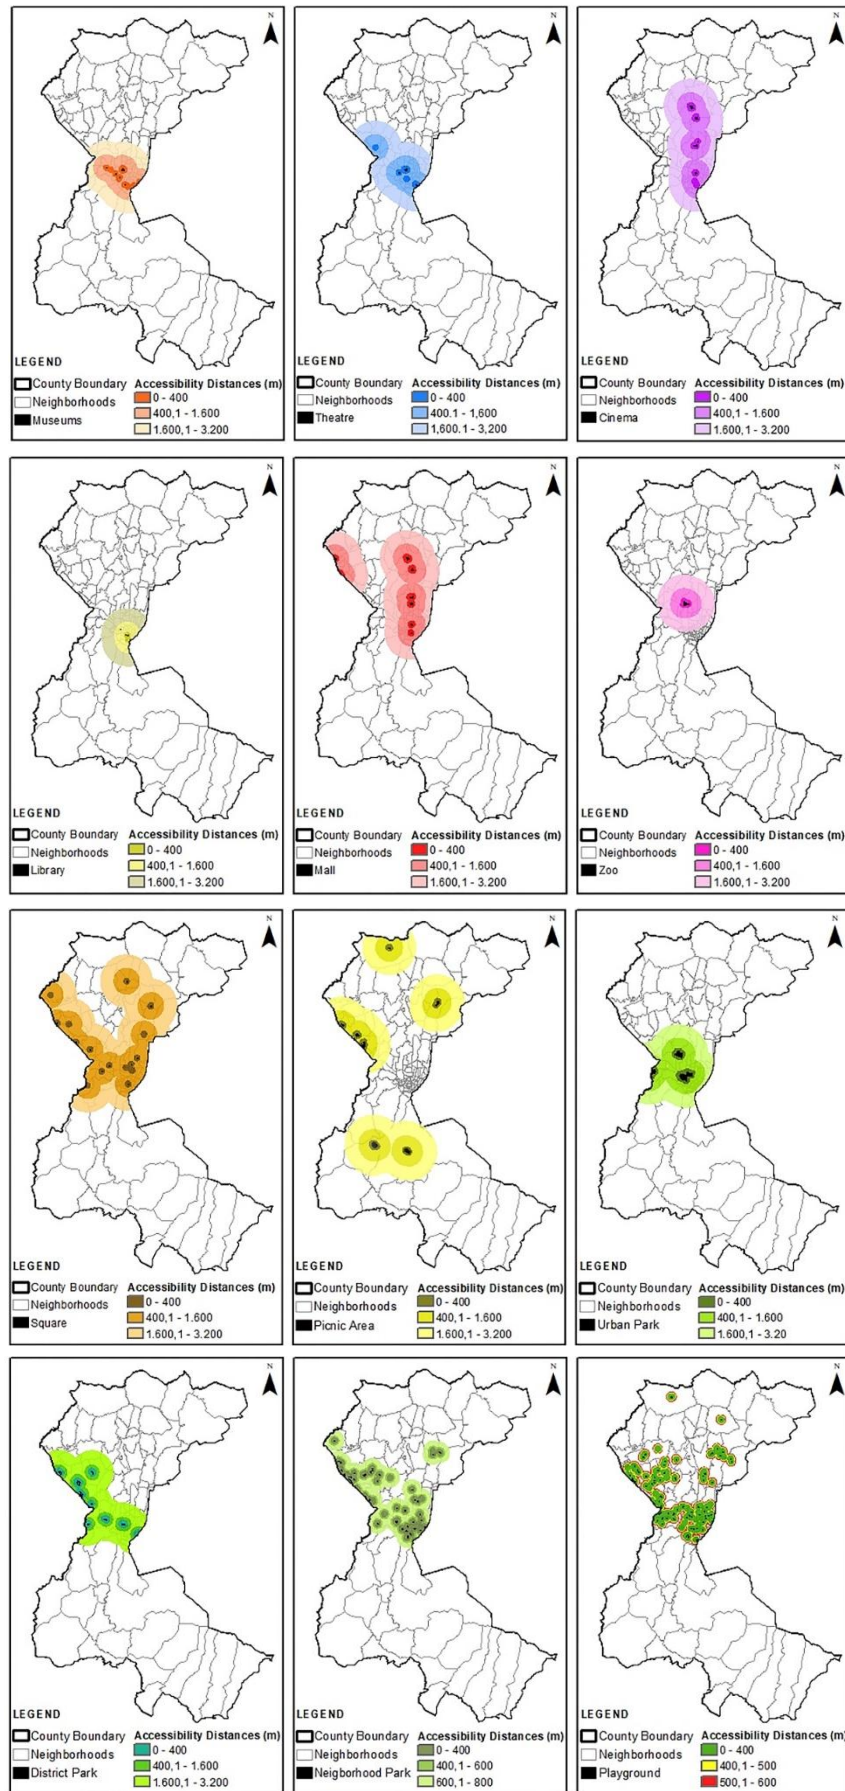 N
LEGEND
County Boundary
Neighborhoods
Museums
Accessibility Distances (m)
0 - 400
400,1 - 1.600
1.600,1 - 3.200
N
LEGEND
County Boundary
Neighborhoods
Theatre
Accessibility Distances (m)
0 - 400
400.1 - 1,600
1,600.1 - 3,200
N
LEGEND
County Boundary
Neighborhoods
Cinema
Accessibility Distances (m)
0 - 400
400,1 - 1.600
1.600,1 - 3.200
N
LEGEND
County Boundary
Neighborhoods
Library
Accessibility Distances (m)
0 - 400
400,1 - 1.600
1.600,1 - 3.200
N
LEGEND
County Boundary
Neighborhoods
Mall
Accessibility Distances (m)
0 - 400
400,1 - 1.600
1.600,1 - 3.200
N
LEGEND
County Boundary
Neighborhoods
Zoo
Accessibility Distances (m)
0 - 400
400,1 - 1.600
1.600,1 - 3.200
N
LEGEND
County Boundary
Neighborhoods
Square
Accessibility Distances (m)
0 - 400
400,1 - 1.600
1.600,1 - 3.200
N
LEGEND
County Boundary
Neighborhoods
Picnic Area
Accessibility Distances (m)
0 - 400
400,1 - 1.600
1.600,1 - 3.200
N
LEGEND
County Boundary
Neighborhoods
Urban Park
Accessibility Distances (m)
0 - 400
400,1 - 1.600
1.600,1 - 3.20
N
LEGEND
County Boundary
Neighborhoods
District Park
Accessibility Distances (m)
0 - 400
400,1 - 1.600
1.600,1 - 3.200
N
LEGEND
County Boundary
Neighborhoods
Neigborhood Park
Accessibility Distances (m)
0 - 400
400,1 - 600
600,1 - 800
N
LEGEND
County Boundary
Neighborhoods
Playground
Accessibility Distances (m)
0 - 400
400,1 - 500
500,1 - 600